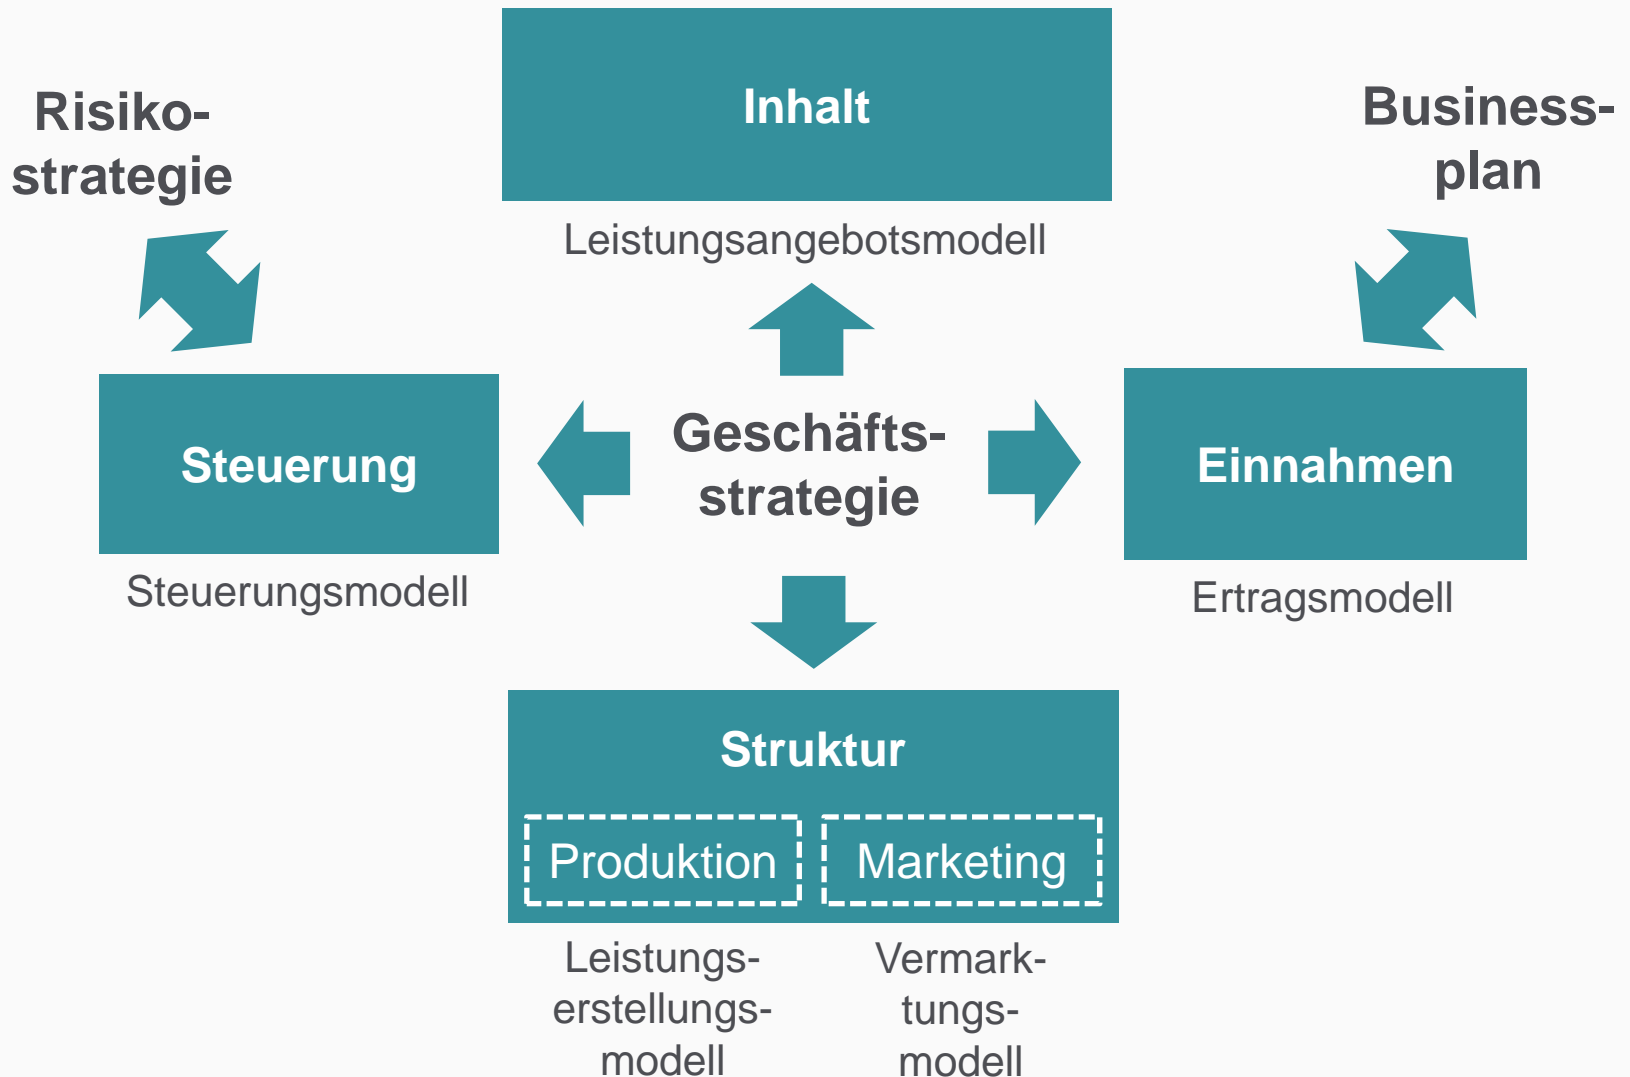 Risiko-
strategie
Inhalt
Business-
plan
Leistungsangebotsmodell
Steuerung
Geschäfts-
strategie
Einnahmen
Steuerungsmodell
Ertragsmodell
Struktur
Produktion
Marketing
Leistungs-
erstellungs-
modell
Vermark-
tungs-
modell